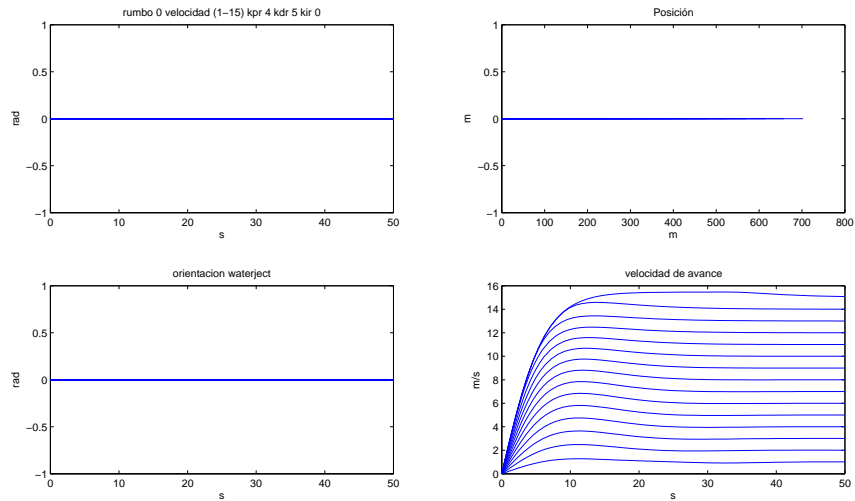 rumbo 0 velocidad (1−15) kpr 4 kdr 5 kir 0
1
0.5
0
−0.5
−1
rad
0 10 20 30 40 50
s
Posición
1
0.5
0
−0.5
−1
m
0 100 200 300 400 500 600 700 800
m
orientacion waterject
1
0.5
0
−0.5
−1
rad
0 10 20 30 40 50
s
velocidad de avance
16
14
12
10
8
6
4
2
0
m/s
0 10 20 30 40 50
s